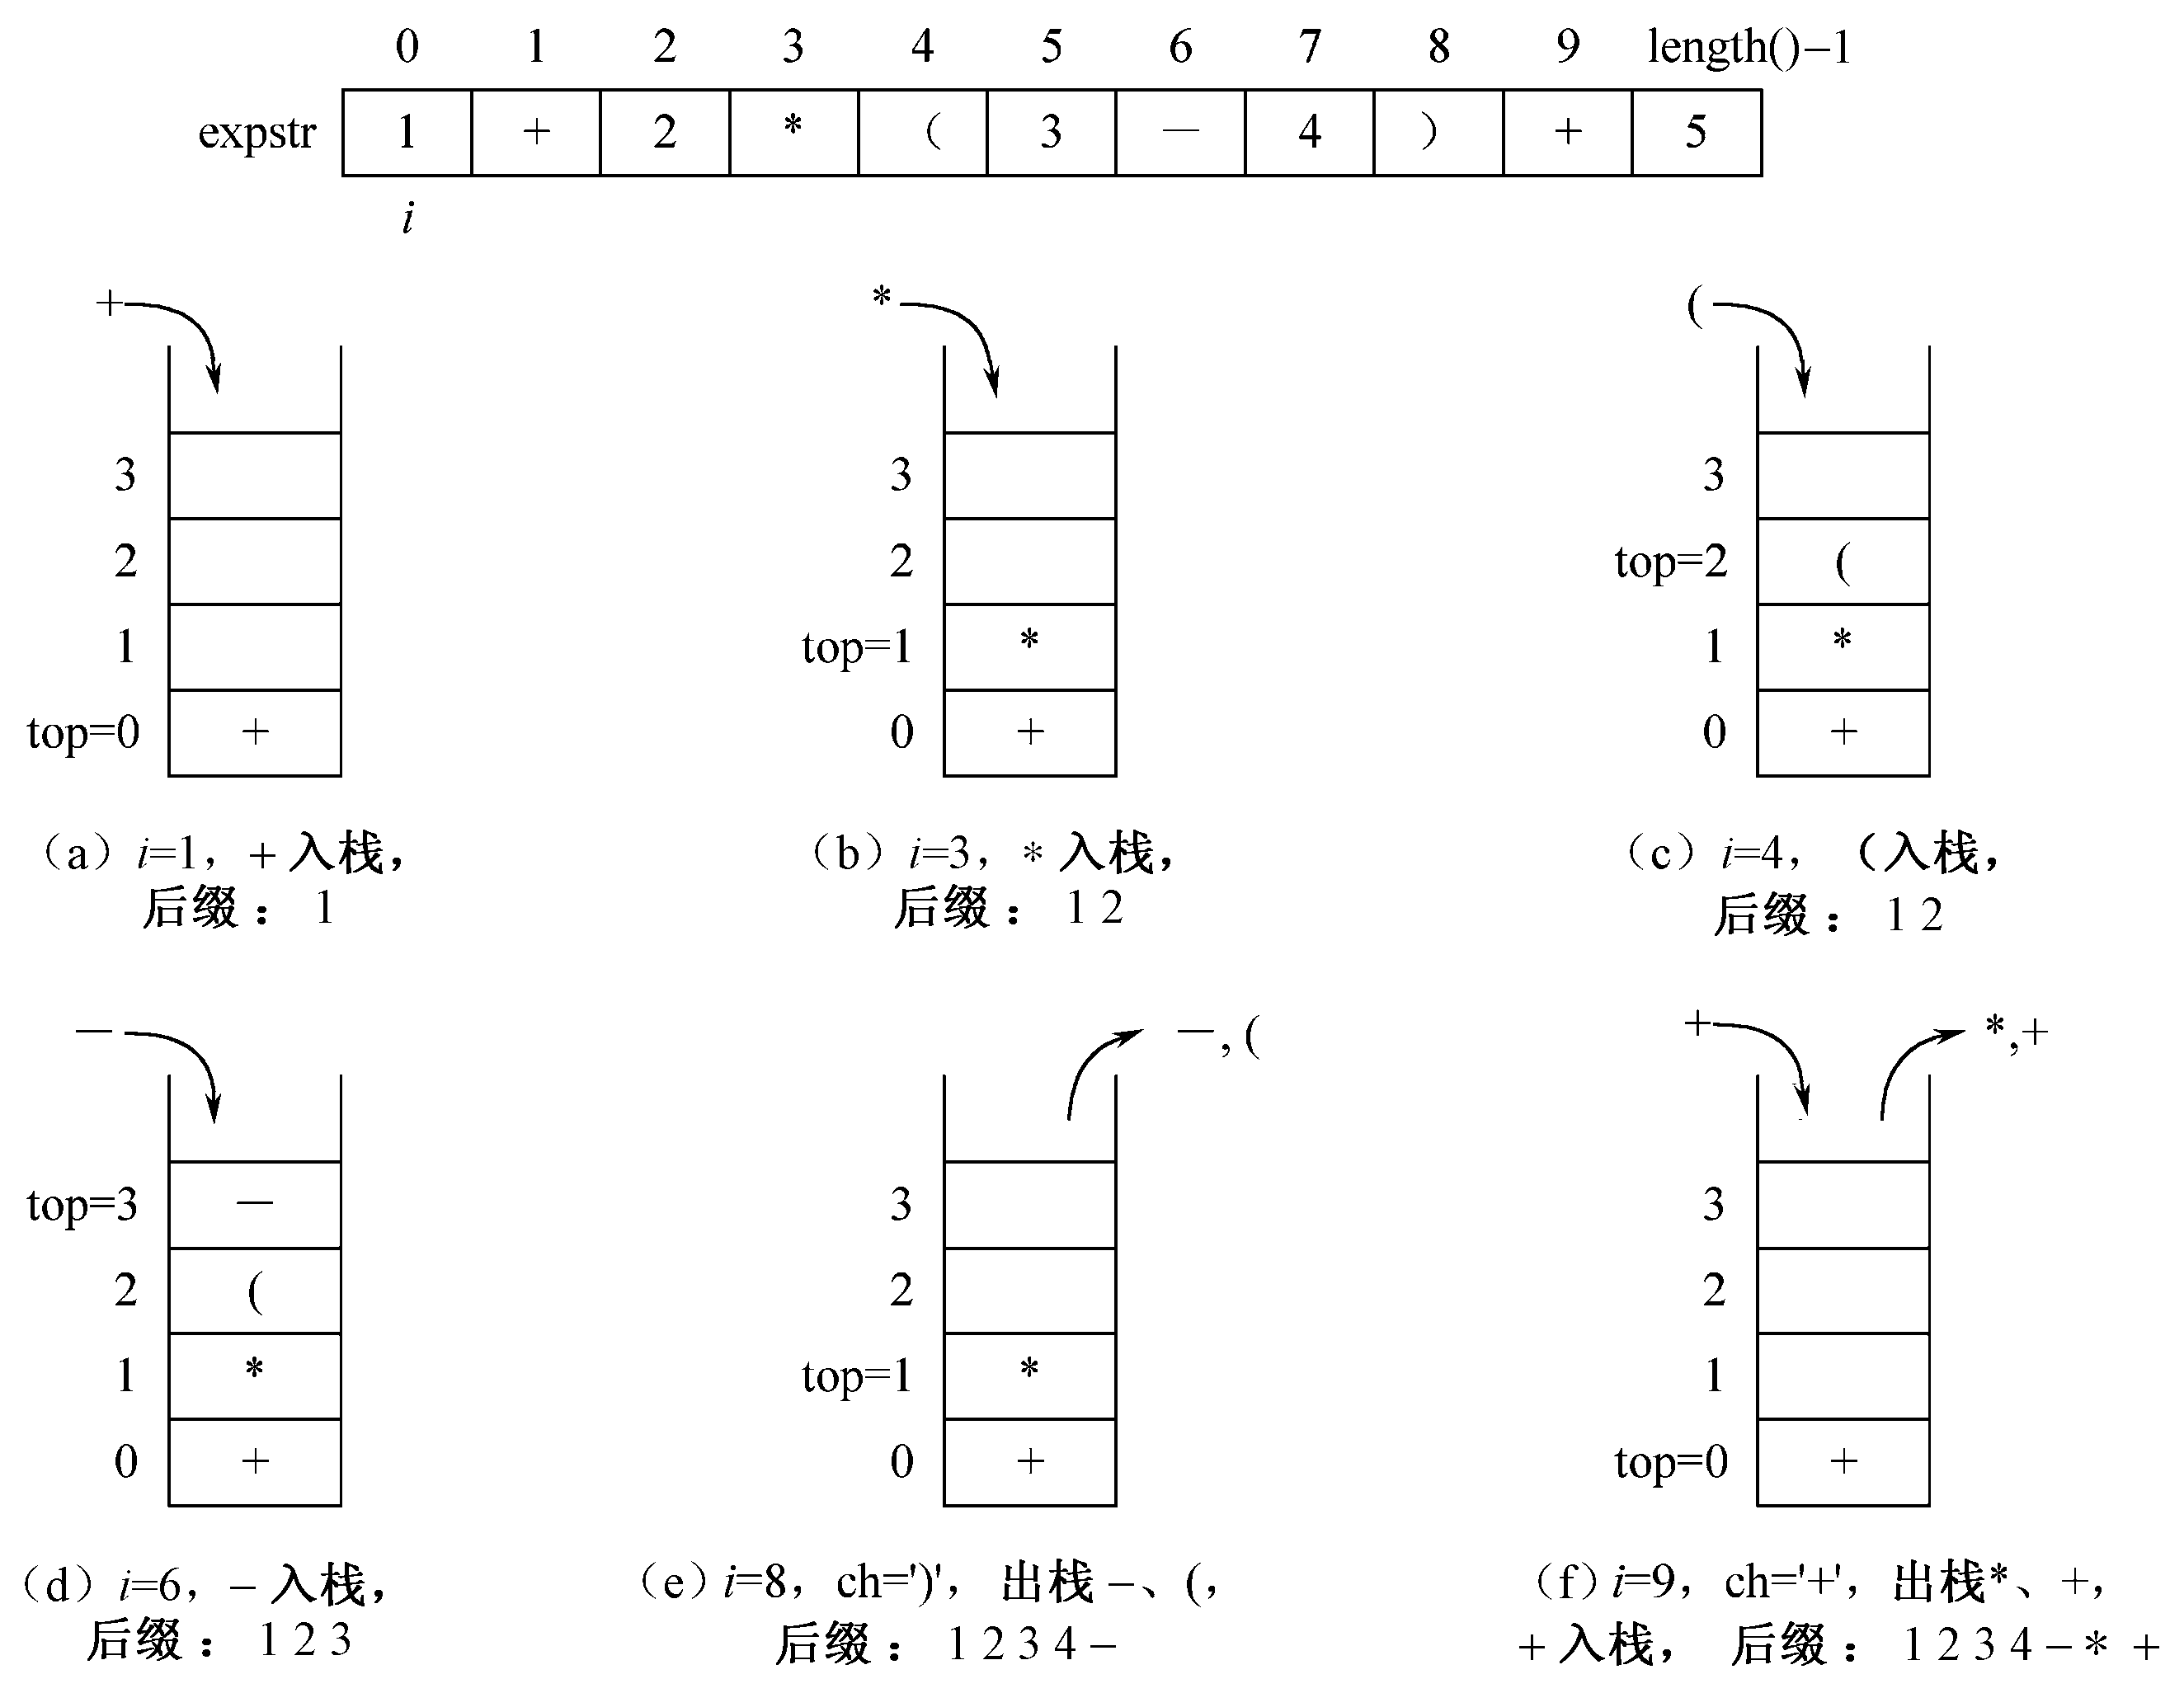 0 1 2 3 4 5 6 7 8 9 length()−1
expstr 1 + 2 * ( 3 — 4 ) + 5
i
+ * (
3 3 3
2 2 top=2 (
1 top=1 * 1 *
top=0 + 0 + 0 +
（a）i=1，+ 入栈， （b）i=3，* 入栈， （c）i=4， （入栈，
后缀： 1 后缀： 1 2 后缀： 1 2
— —, ( + *,+
top=3 — 3 3
2 ( 2 2
1 * top=1 * 1
0 + 0 + top=0 +
（d）i=6，− 入栈， （e）i=8，ch=')'，出栈 −、(， （f）i=9，ch='+'，出栈*、+，
后缀： 1 2 3 后缀： 1 2 3 4 − + 入栈， 后缀： 1 2 3 4 − * +